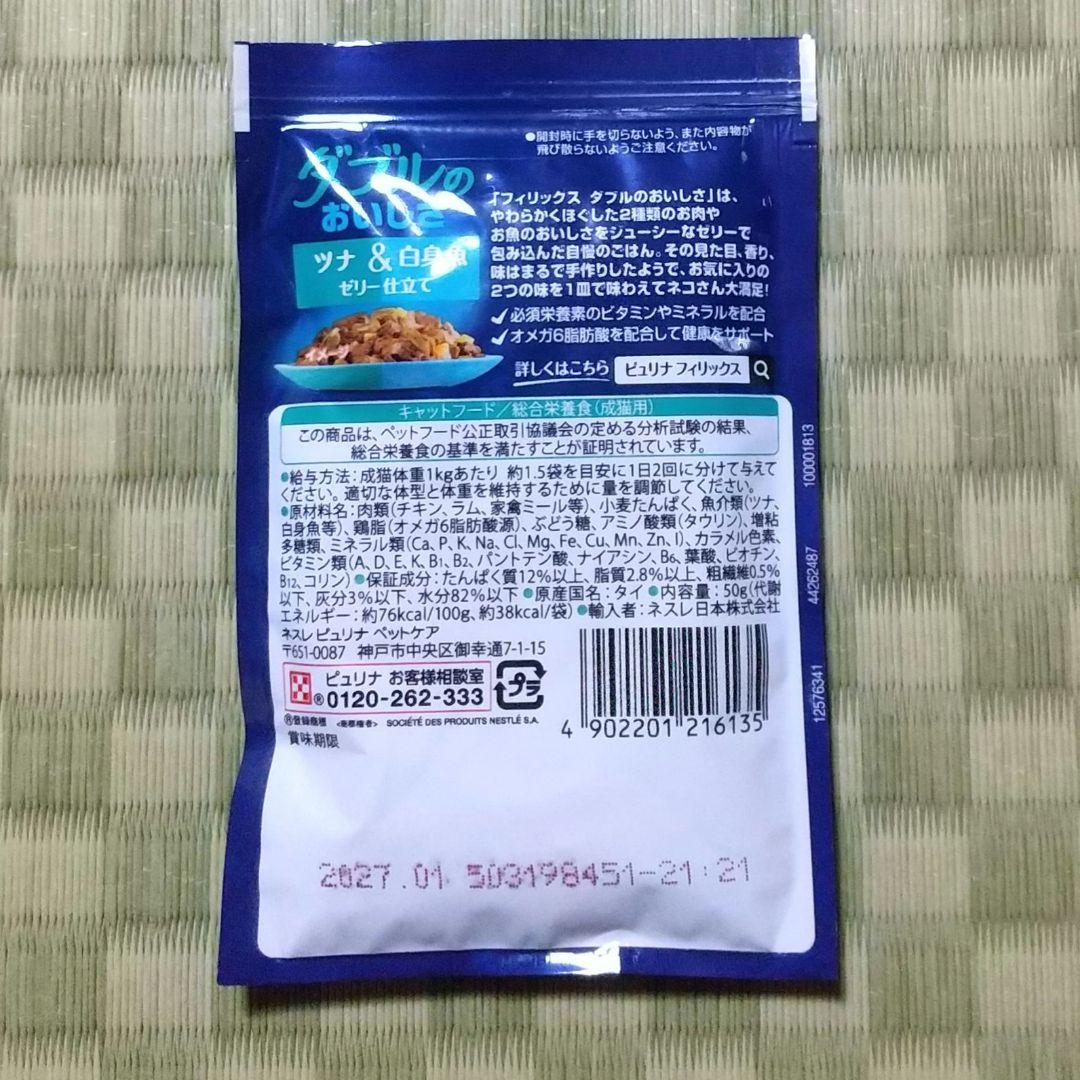 ●開封時に手を切らないよう、また内容物が
飛び散らないようご注意ください。
ダブルの
おいしさ
ツナ & 白身魚
ゼリー仕立て
「フィリックス ダブルのおいしさ」は、
やわらかくほぐした2種類のお肉や
お魚のおいしさをジューシーなゼリーで
包み込んだ自慢のごはん。その見た目、香り、
味はまるで手作りしたようで、お気に入りの
2つの味を1皿で味わえてネコさん大満足!
✓必須栄養素のビタミンやミネラルを配合
✓オメガ6脂肪酸を配合して健康をサポート
詳しくはこちら ピュリナ フィリックス
キャットフード/総合栄養食(成猫用)
この商品は、ペットフード公正取引協議会の定める分析試験の結果、
総合栄養食の基準を満たすことが証明されています。
●給与方法:成猫体重1kgあたり 約1.5袋を目安に1日2回に分けて与えて
ください。適切な体型と体重を維持するために量を調節してください。
●原材料名:肉類(チキン、ラム、家禽ミール等)、小麦たんぱく、魚介類(ツナ、
白身魚等)、鶏脂(オメガ6脂肪酸源)、ぶどう糖、アミノ酸類(タウリン)、増粘
多糖類、ミネラル類(Ca, P, K, Na, Cl, Mg, Fe, Cu, Mn, Zn, I)、カラメル色素、
ビタミン類(A, D, E, K, B1, B2, パントテン酸、ナイアシン、B6, 葉酸、ビオチン、
B12, コリン) ●保証成分:たんぱく質12%以上、脂質2.8%以上、粗繊維0.5%
以下、灰分3%以下、水分82%以下 ●原産国名:タイ ●内容量:50g(代謝
エネルギー:約76kcal/100g、約38kcal/袋) ●輸入者:ネスレ日本株式会社
ネスレ ピュリナ ペットケア
〒651-0087 神戸市中央区御幸通7-1-15
ピュリナ お客様相談室
® 0120-262-333
プラ
®登録商標 <商標権者> SOCIÉTÉ DES PRODUITS NESTLÉ S.A.
賞味期限
4 902201 216135
2027.01 503198451-21:21
100001813
44262487
12576341